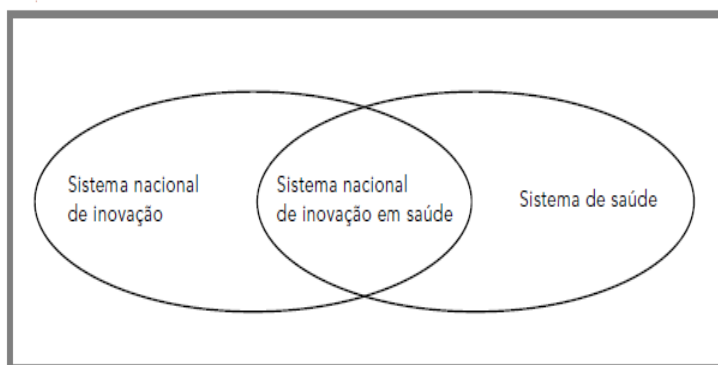 Sistema nacional
de inovação
Sistema nacional
de inovação em saúde
Sistema de saúde